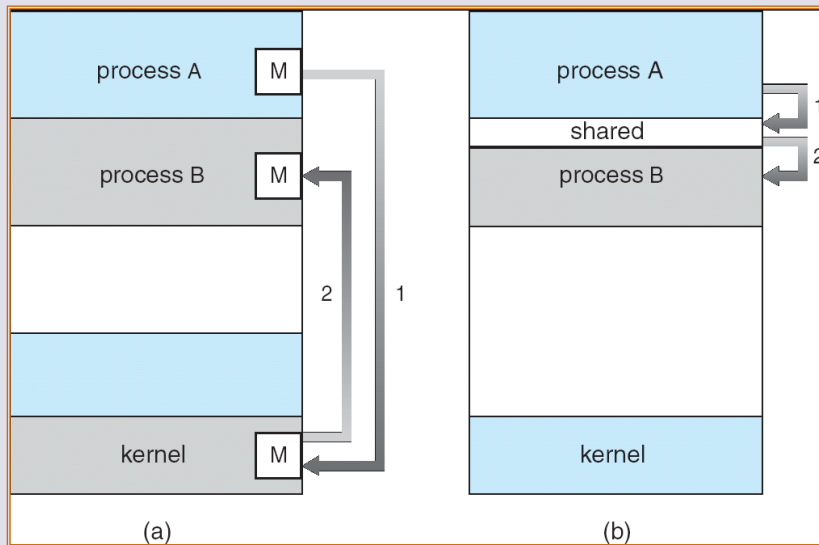 process A M
process B M
2 1
kernel M
(a)
process A
1
shared
2
process B
kernel
(b)